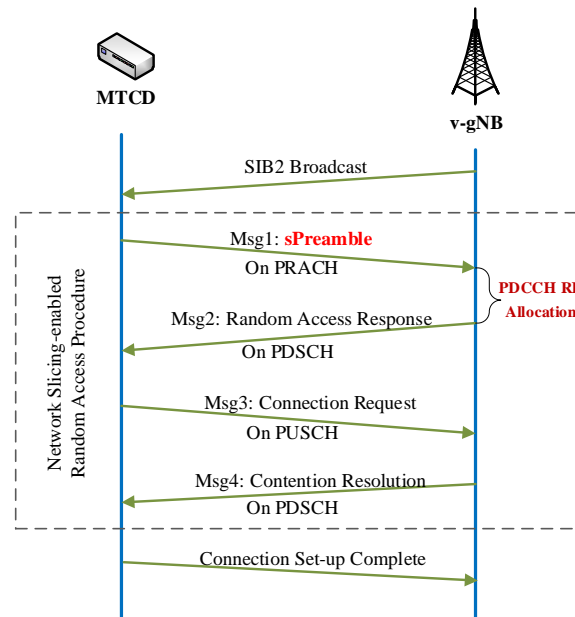 MTCD
v-gNB
SIB2 Broadcast
Msg1: sPreamble
On PRACH
PDCCH
Allocation
Msg2: Random Access Response
On PDSCH
Network Slicing-enabled
Random Access Procedure
Msg3: Connection Request
On PUSCH
Msg4: Contention Resolution
On PDSCH
Connection Set-up Complete